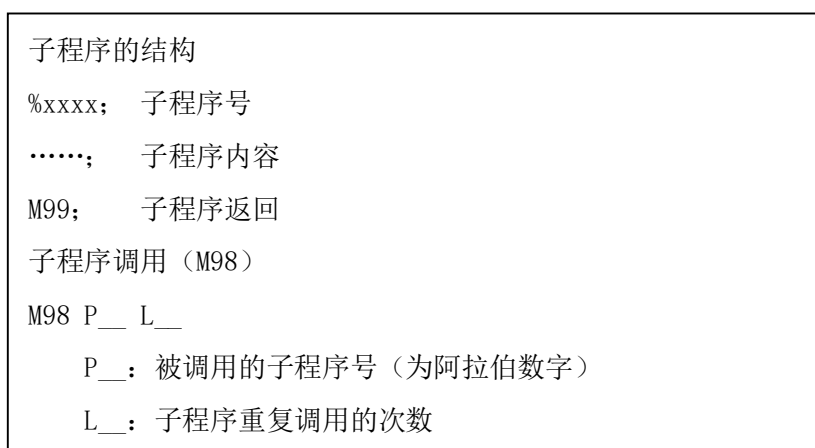 子程序的结构
%xxxx； 子程序号
……； 子程序内容
M99； 子程序返回
子程序调用（M98）
M98 P__ L__
P__：被调用的子程序号（为阿拉伯数字）
L__：子程序重复调用的次数